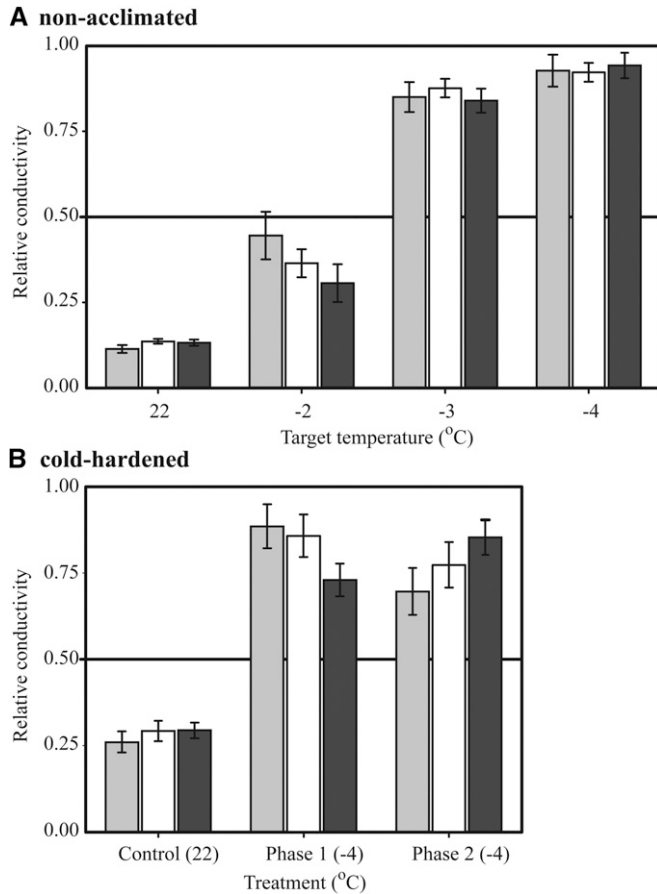 A non-acclimated
1.00
0.75
0.50
0.25
0.00
Relative conductivity
22 -2 -3 -4
Target temperature (°C)
B cold-hardened
1.00
0.75
0.50
0.25
0.00
Relative conductivity
Control (22) Phase 1 (-4) Phase 2 (-4)
Treatment (°C)